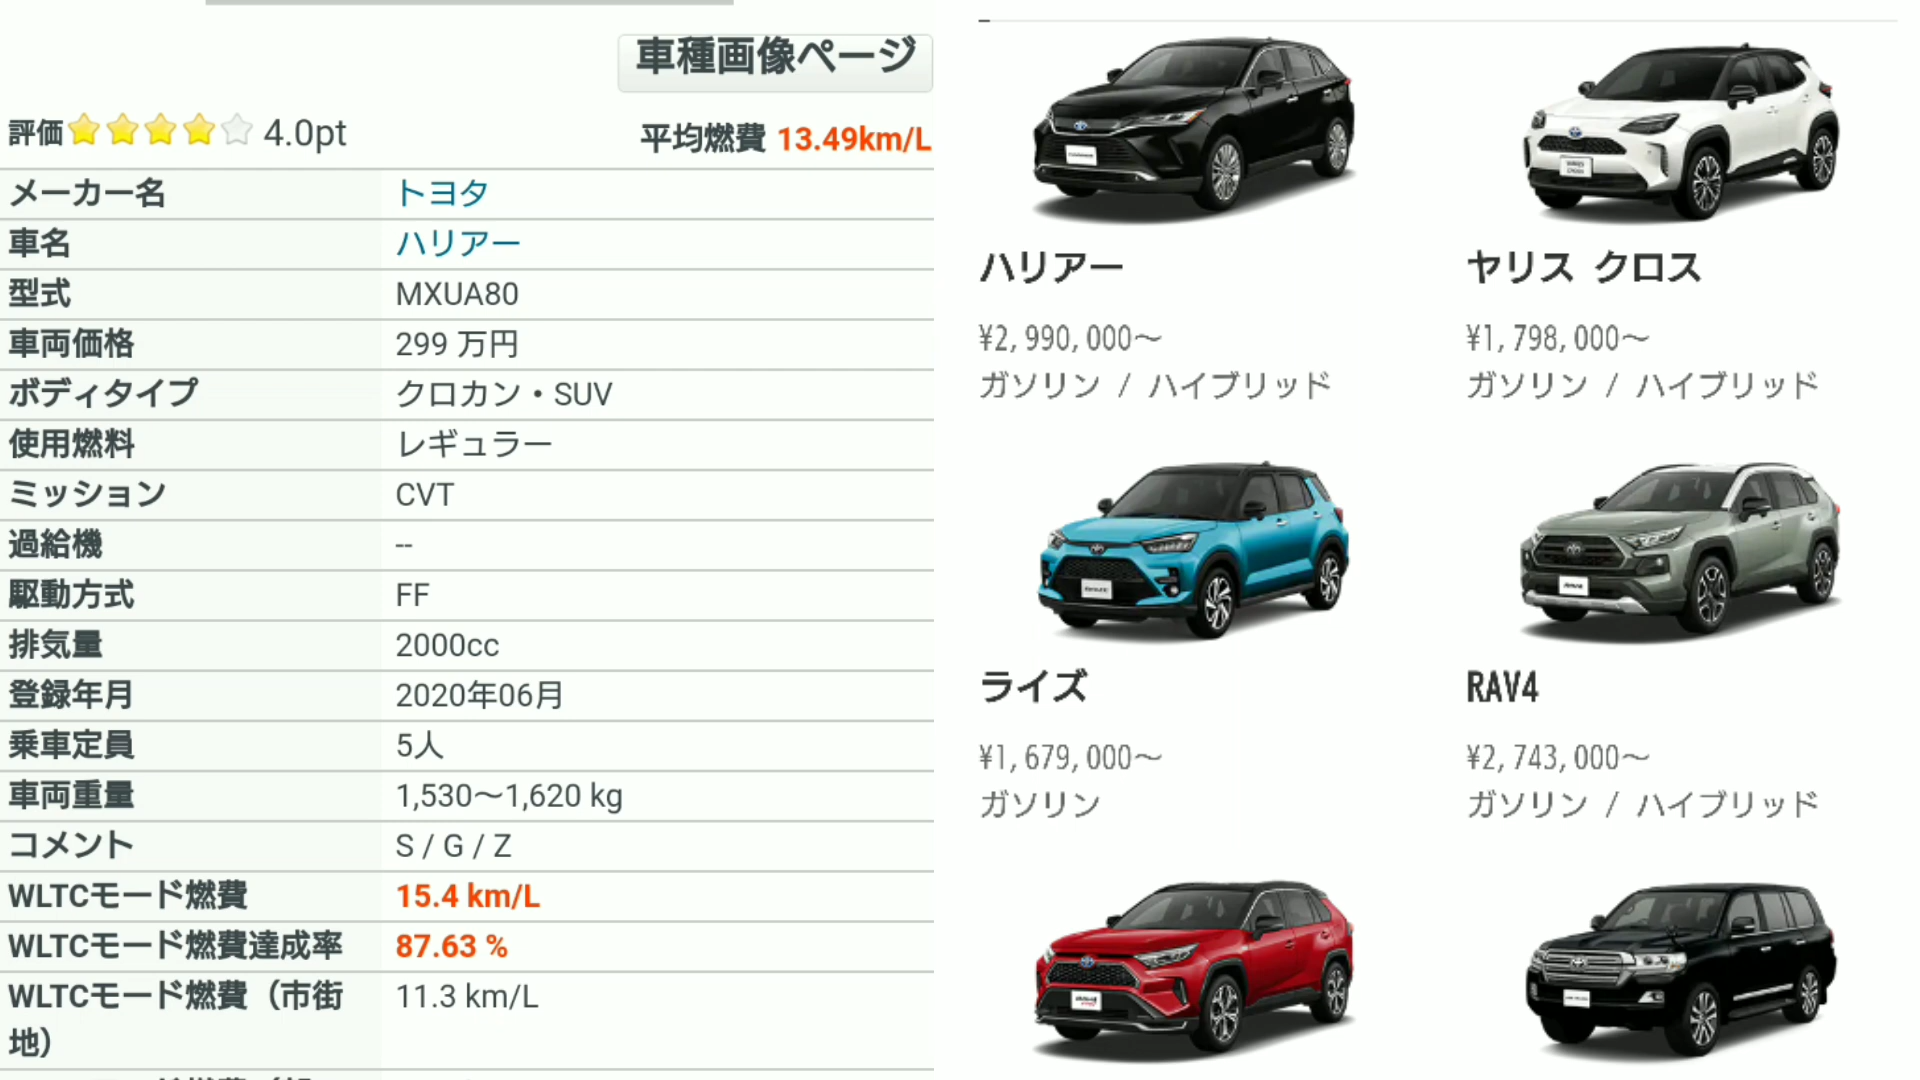 車種画像ページ
評価 4.0pt 平均燃費 13.49km/L
メーカー名 トヨタ
車名 ハリアー
型式 MXUA80
車両価格 299 万円
ボディタイプ クロカン・SUV
使用燃料 レギュラー
ミッション CVT
過給機 --
駆動方式 FF
排気量 2000cc
登録年月 2020年06月
乗車定員 5人
車両重量 1,530〜1,620 kg
コメント S / G / Z
WLTCモード燃費 15.4 km/L
WLTCモード燃費達成率 87.63 %
WLTCモード燃費（市街 11.3 km/L
地）
ハリアー
¥2,990,000〜
ガソリン / ハイブリッド
ヤリス クロス
¥1,798,000〜
ガソリン / ハイブリッド
ライズ
¥1,679,000〜
ガソリン
RAV4
¥2,743,000〜
ガソリン / ハイブリッド